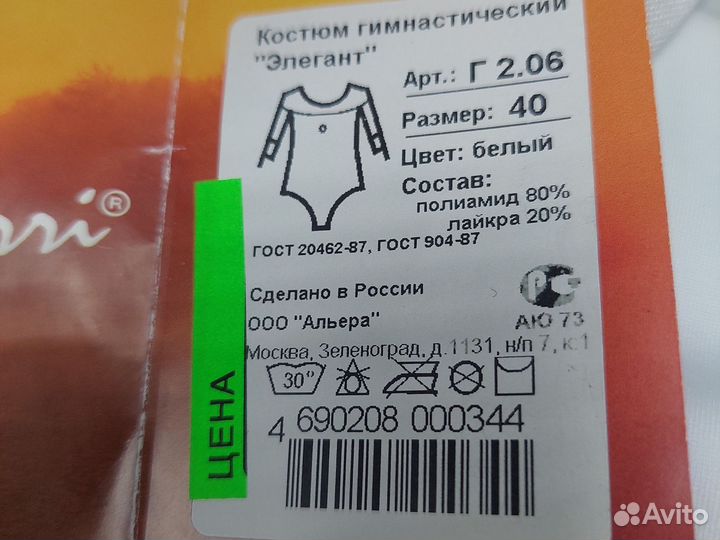 Костюм гимнастический
"Элегант"
Арт.: Г 2.06
Размер: 40
Цвет: белый
Состав:
полиамид 80%
лайкра 20%
ГОСТ 20462-87, ГОСТ 904-87
Сделано в России
ООО "Альера"
АЮ 73
Москва, Зеленоград, д.1131, н/п 7, к.1
30°
4 690208 000344
ЦЕНА
Avito